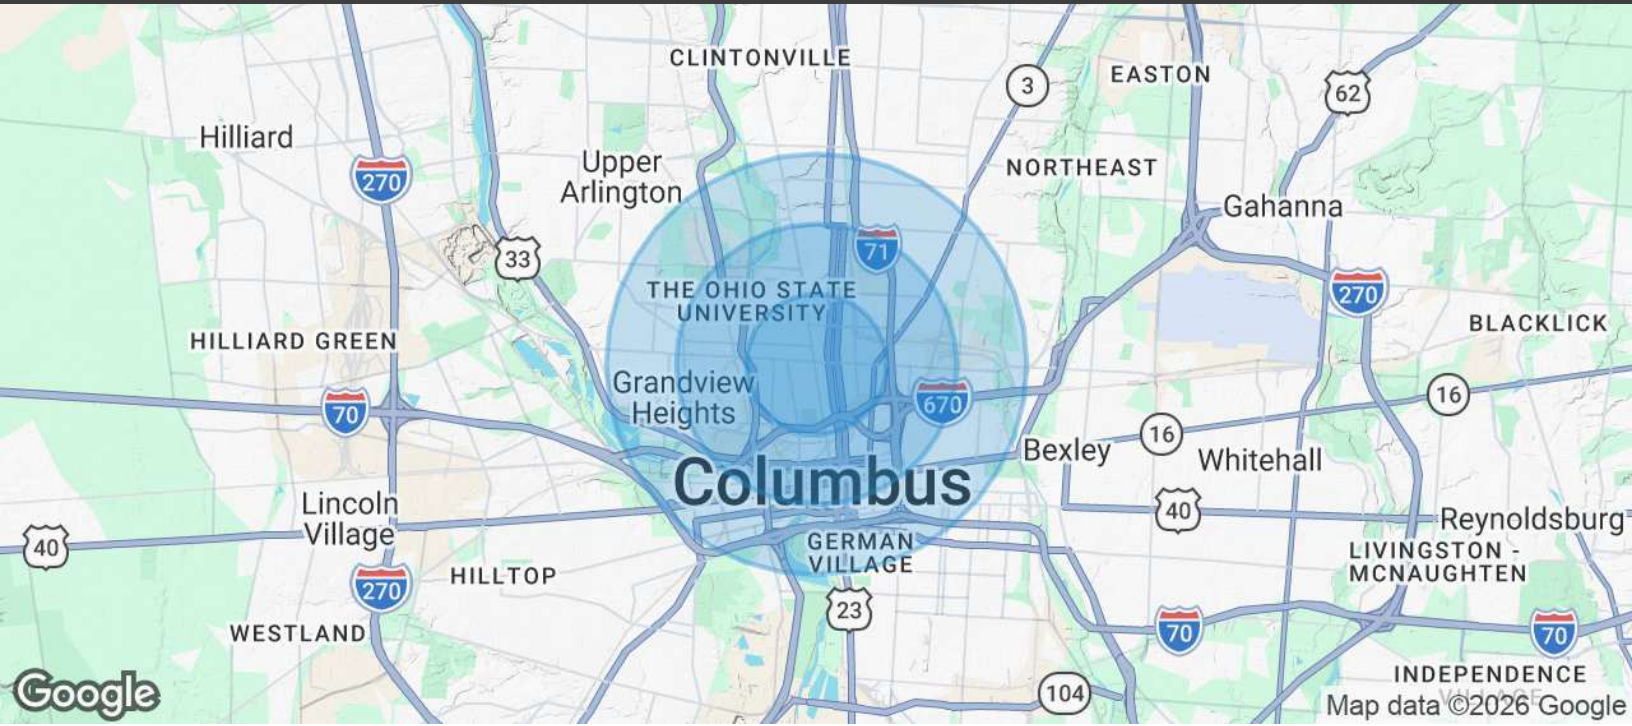 CLINTONVILLE
3
EASTON
62
Hilliard
270
Upper
Arlington
NORTHEAST
Gahanna
33
71
THE OHIO STATE
UNIVERSITY
270
BLACKLICK
HILLIARD GREEN
Grandview
Heights
70
670
16
16
Bexley
Whitehall
Columbus
Lincoln
Village
40
Reynoldsburg
40
GERMAN
VILLAGE
LIVINGSTON -
MCNAUGHTEN
HILLTOP
270
23
WESTLAND
70
70
INDEPENDENCE
VILLAGE
104
Google
Map data ©2026 Google